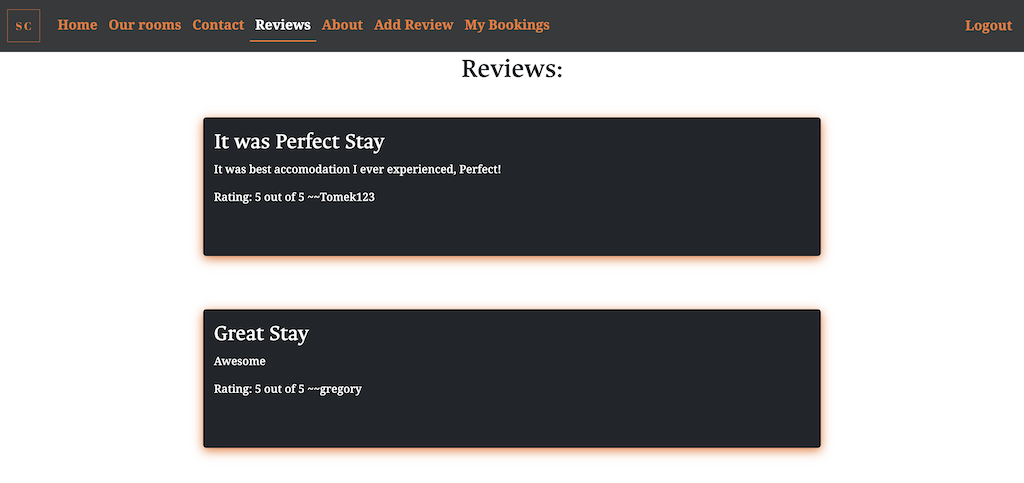 SC
Home Our rooms Contact Reviews About Add Review My Bookings Logout
Reviews:
It was Perfect Stay
It was best accomodation I ever experienced, Perfect!
Rating: 5 out of 5 ~~Tomek123
Great Stay
Awesome
Rating: 5 out of 5 ~~gregory